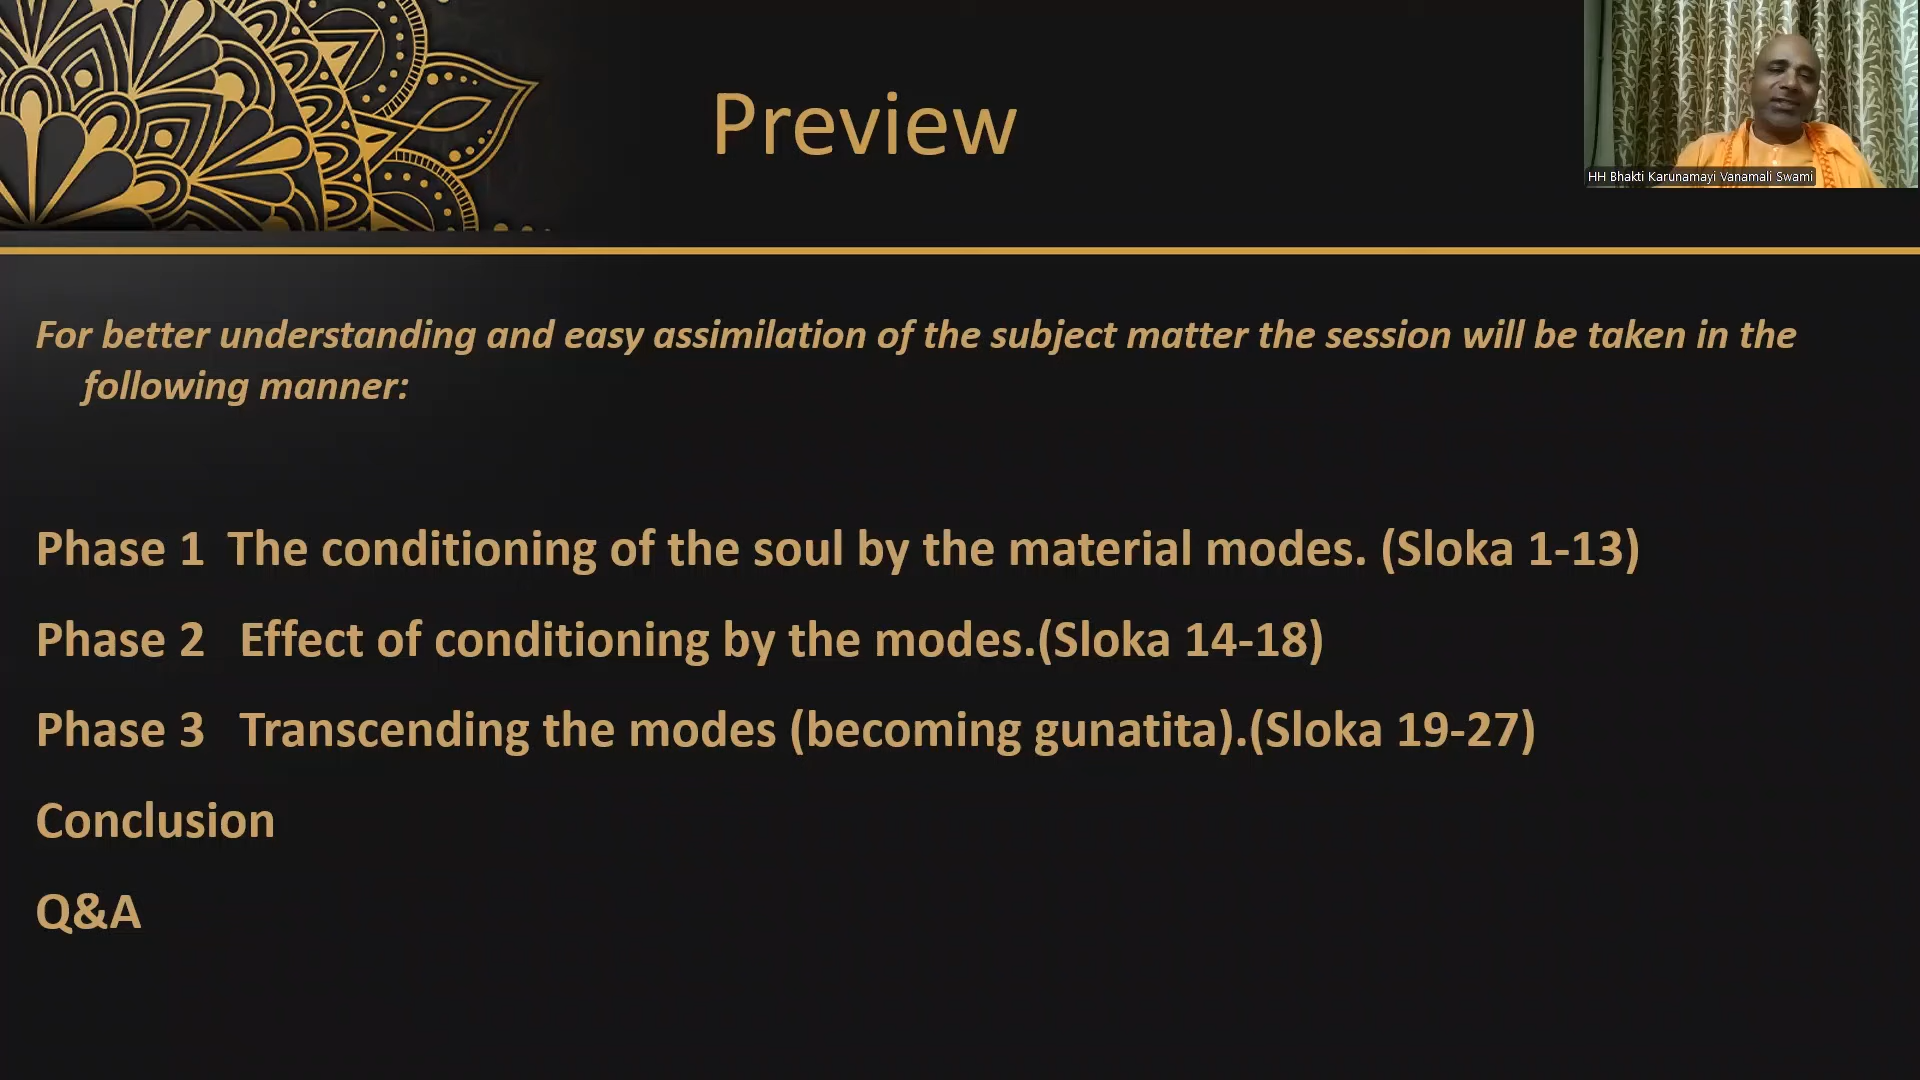 Preview
HH Bhakti Karunamayi Vanamali Swami
For better understanding and easy assimilation of the subject matter the session will be taken in the
following manner:
Phase 1  The conditioning of the soul by the material modes. (Sloka 1-13)
Phase 2   Effect of conditioning by the modes.(Sloka 14-18)
Phase 3   Transcending the modes (becoming gunatita).(Sloka 19-27)
Conclusion
Q&A